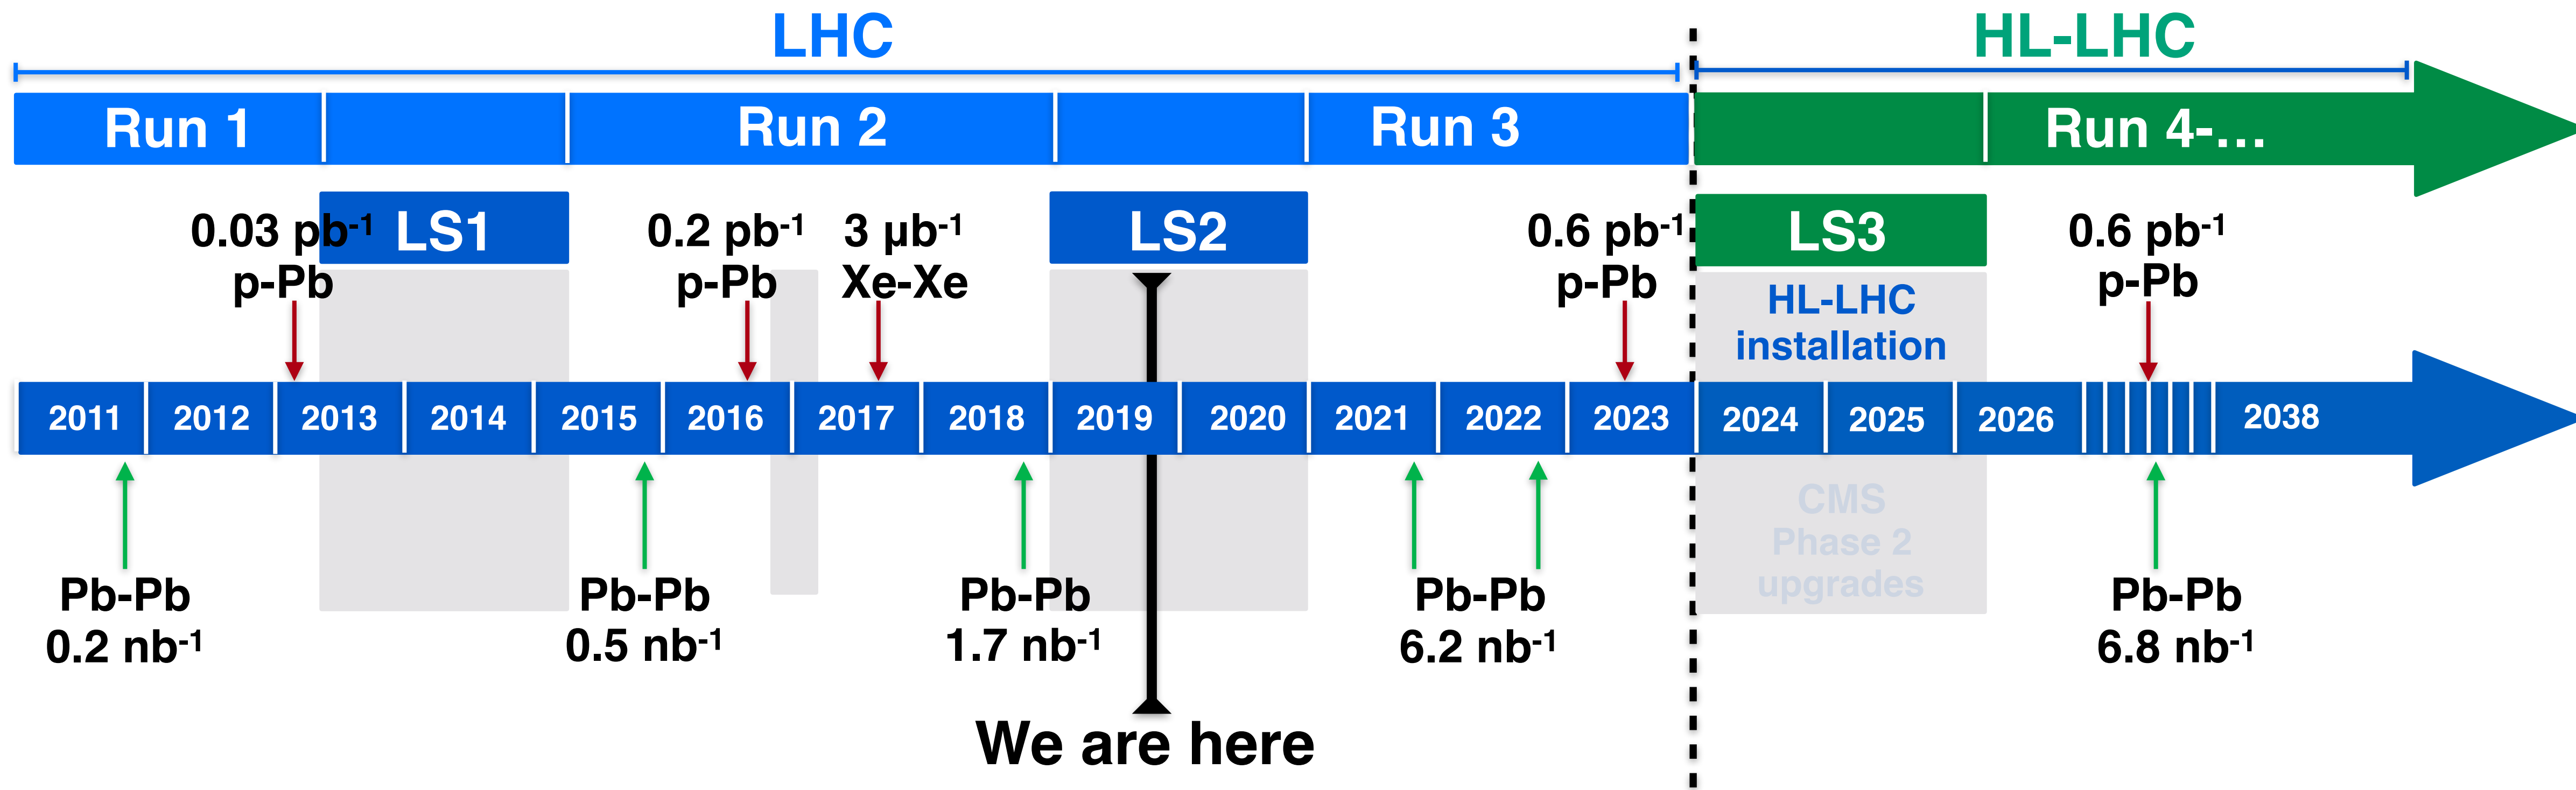 LHC
HL-LHC
Run 1
Run 2
Run 3
Run 4-...
0.03 pb-1
p-Pb
LS1
0.2 pb-1
p-Pb
3 μb-1
Xe-Xe
LS2
0.6 pb-1
p-Pb
LS3
HL-LHC
installation
0.6 pb-1
p-Pb
2011 2012 2013 2014 2015 2016 2017 2018 2019 2020 2021 2022 2023 2024 2025 2026 2038
CMS
Phase 2
upgrades
Pb-Pb
0.2 nb-1
Pb-Pb
0.5 nb-1
Pb-Pb
1.7 nb-1
Pb-Pb
6.2 nb-1
Pb-Pb
6.8 nb-1
We are here